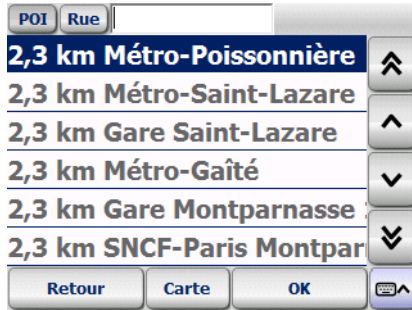 POI Rue
2,3 km Métro-Poissonnière
2,3 km Métro-Saint-Lazare
2,3 km Gare Saint-Lazare
2,3 km Métro-Gaîté
2,3 km Gare Montparnasse
2,3 km SNCF-Paris Montpar
Retour Carte OK